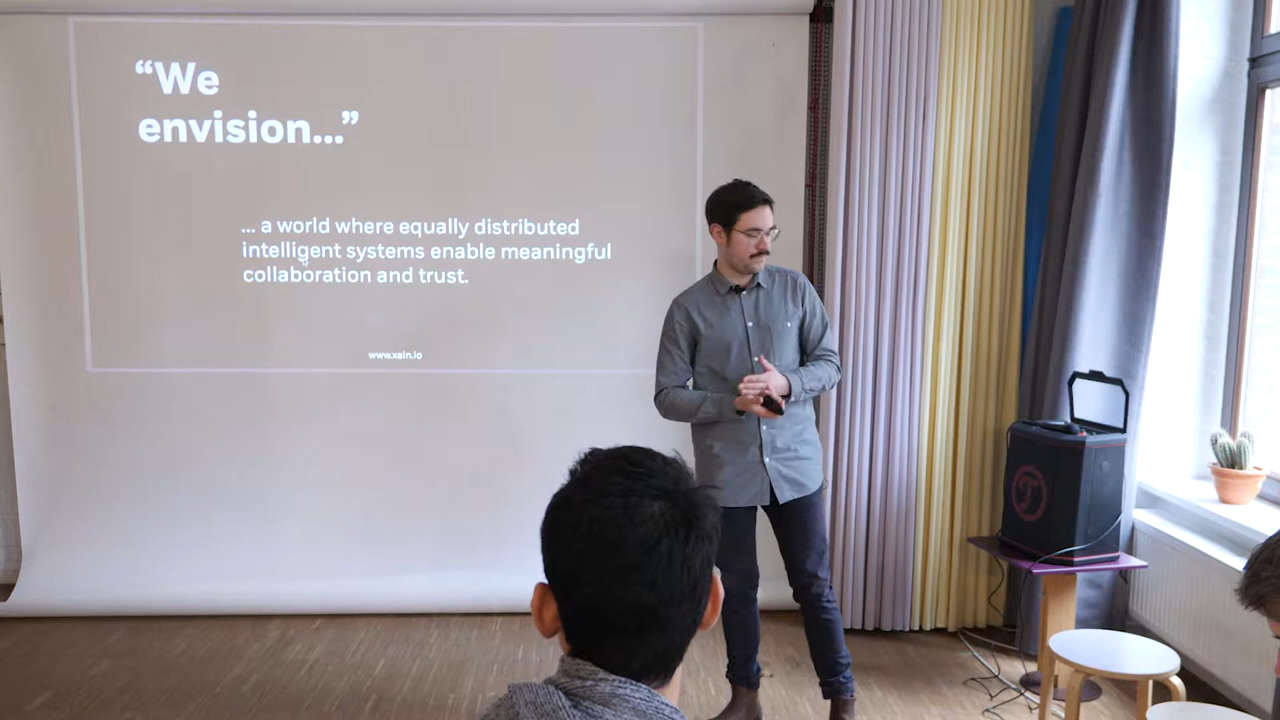 “We
envision...”
... a world where equally distributed
intelligent systems enable meaningful
collaboration and trust.
www.xain.io